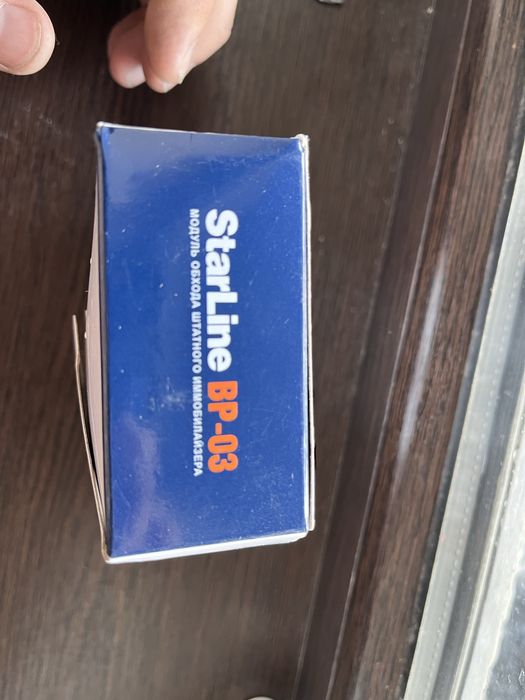 StarLine BP-03
МОДУЛЬ ОБХОДА ШТАТНОГО ИММОБИЛАЙЗЕРА